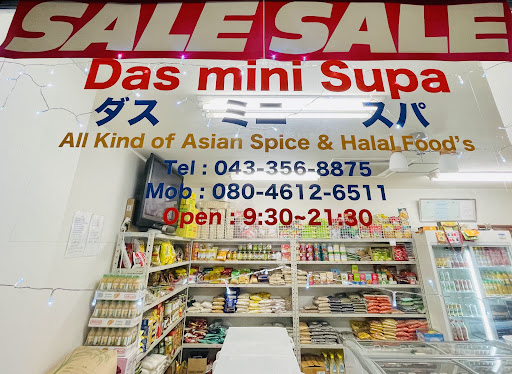 SALE SALE
Das mini Supa
ダス ミニ スパ
All Kind of Asian Spice & Halal Food's
Tel : 043-356-8875
Mob : 080-4612-6511
Open : 9:30~21:30